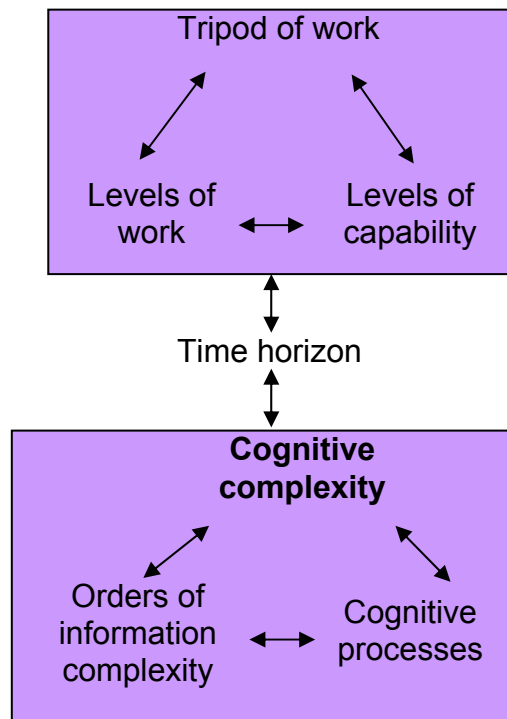 Tripod of work
Levels of
work
Levels of
capability
Time horizon
Cognitive
complexity
Orders of
information
complexity
Cognitive
processes